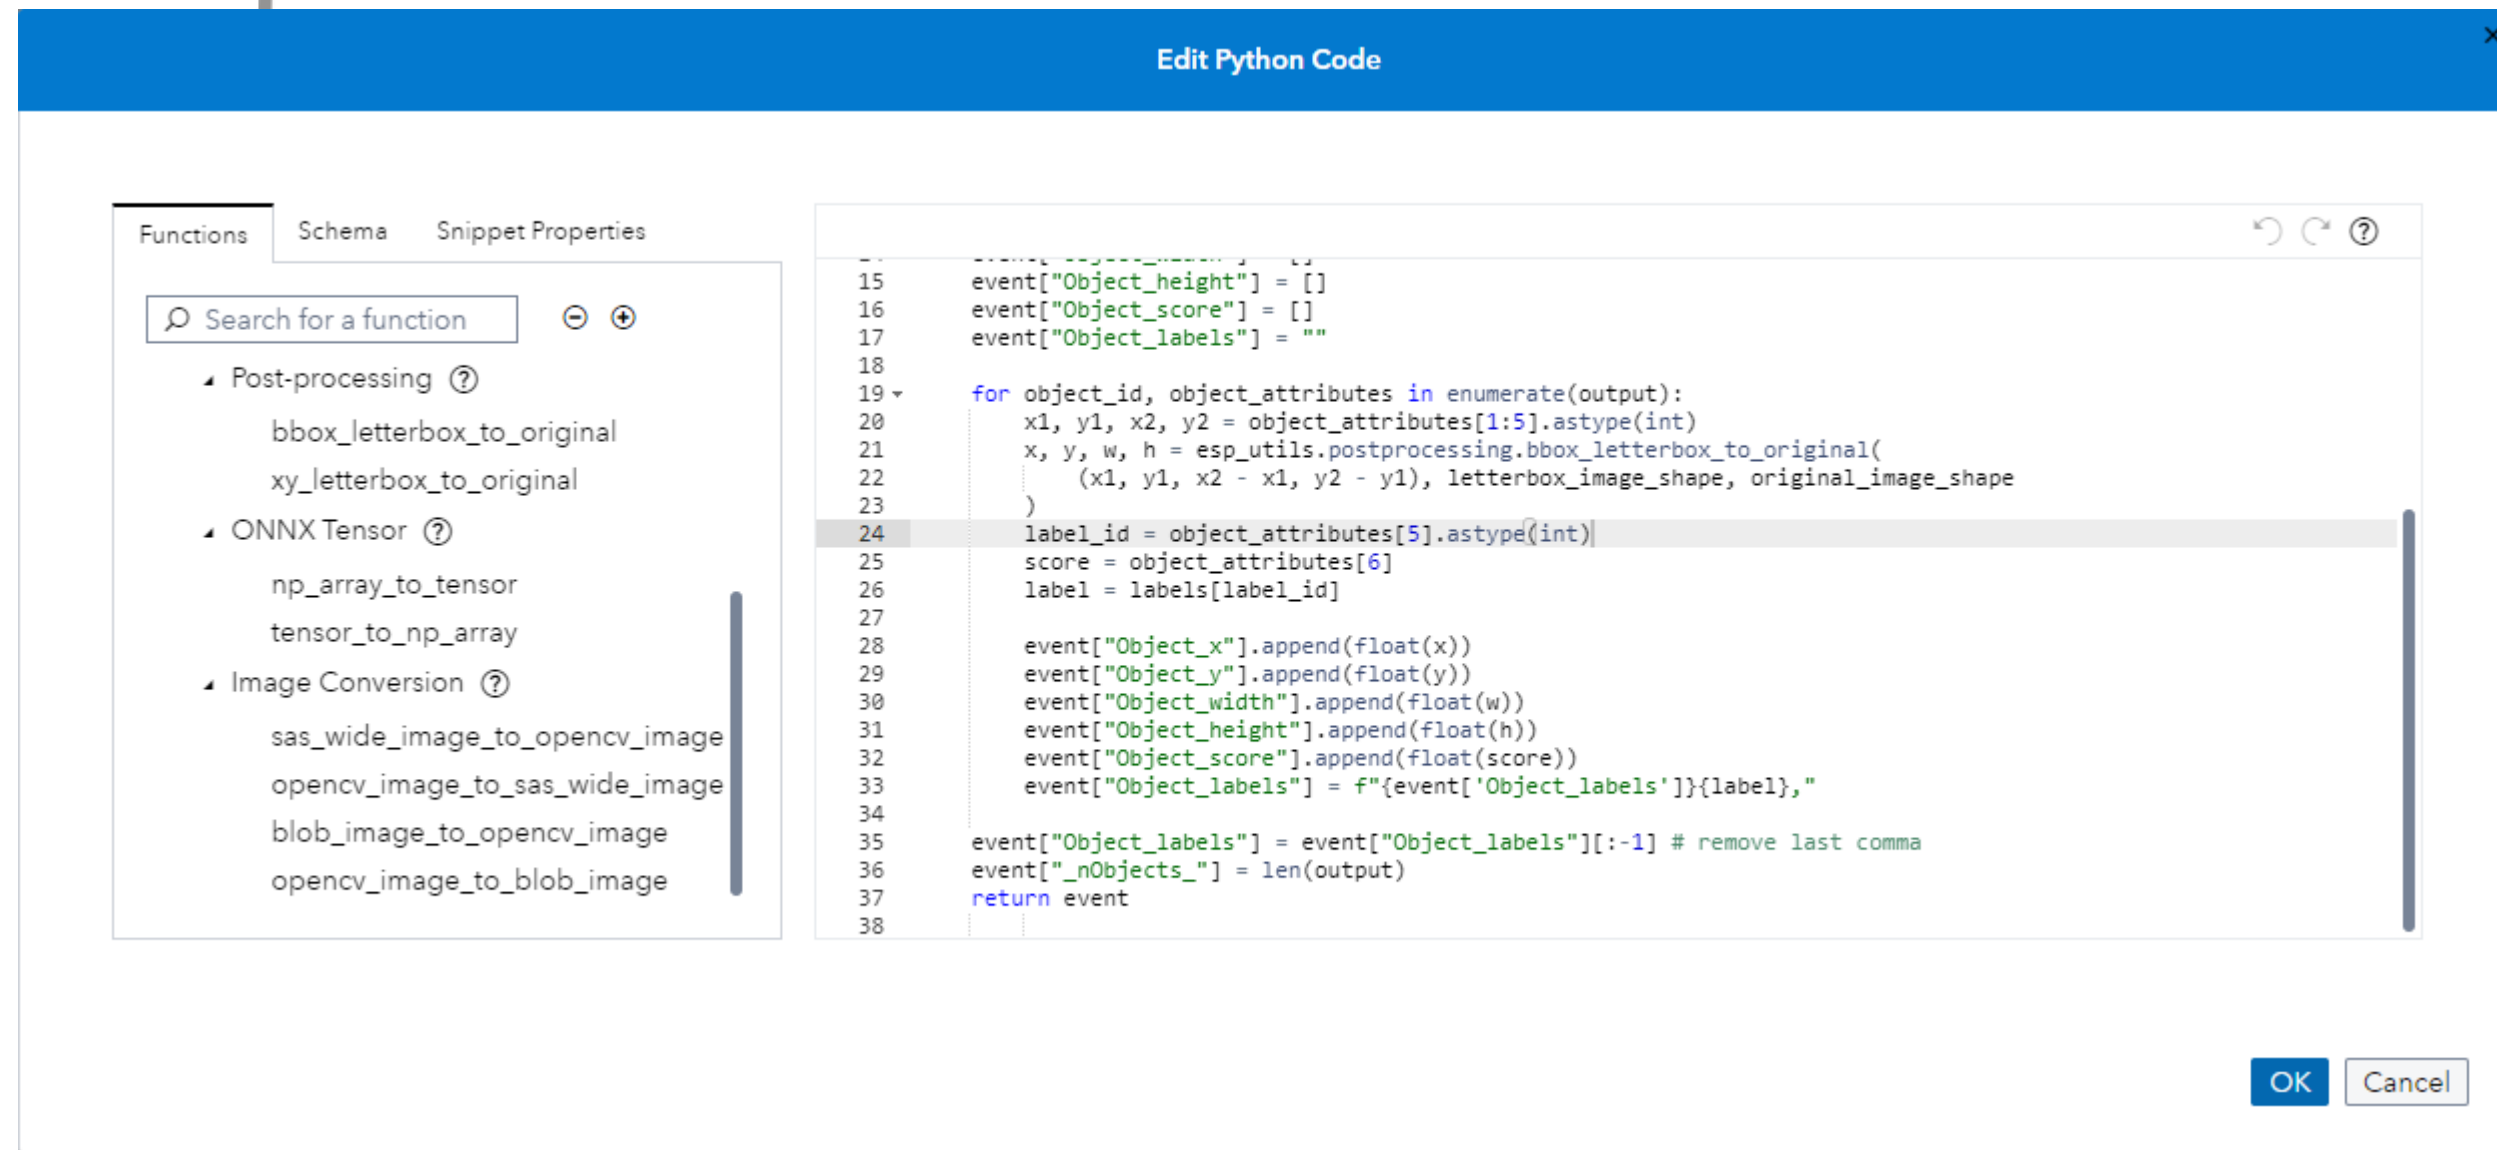 Edit Python Code
Functions Schema Snippet Properties
Search for a function
Post-processing
bbox_letterbox_to_original
xy_letterbox_to_original
ONNX Tensor
np_array_to_tensor
tensor_to_np_array
Image Conversion
sas_wide_image_to_opencv_image
opencv_image_to_sas_wide_image
blob_image_to_opencv_image
opencv_image_to_blob_image
15 event["Object_height"] = []
16 event["Object_score"] = []
17 event["Object_labels"] = ""
18
19 for object_id, object_attributes in enumerate(output):
20 x1, y1, x2, y2 = object_attributes[1:5].astype(int)
21 x, y, w, h = esp_utils.postprocessing.bbox_letterbox_to_original(
22 (x1, y1, x2 - x1, y2 - y1), letterbox_image_shape, original_image_shape
23 )
24 label_id = object_attributes[5].astype(int)
25 score = object_attributes[6]
26 label = labels[label_id]
27
28 event["Object_x"].append(float(x))
29 event["Object_y"].append(float(y))
30 event["Object_width"].append(float(w))
31 event["Object_height"].append(float(h))
32 event["Object_score"].append(float(score))
33 event["Object_labels"] = f"{event['Object_labels']}{label},"
34
35 event["Object_labels"] = event["Object_labels"][:-1] # remove last comma
36 event["_nObjects_"] = len(output)
37 return event
38
OK Cancel